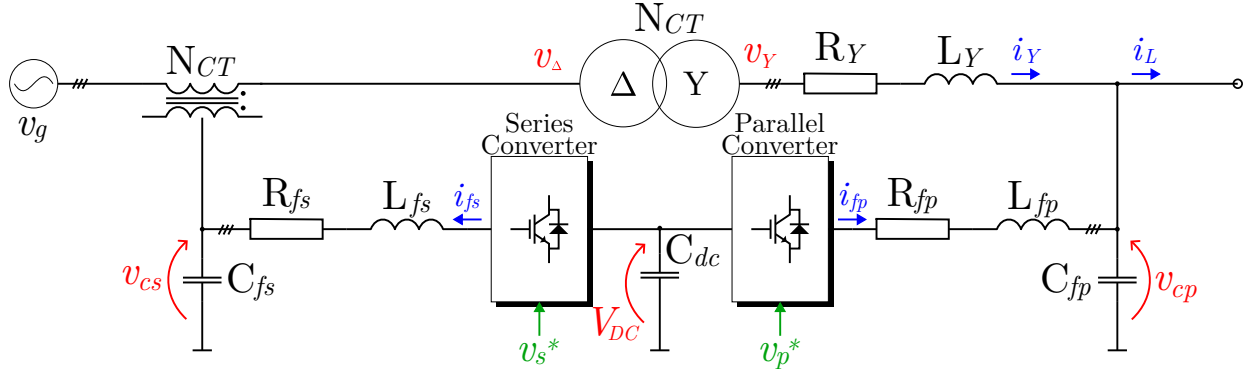 N_CT
N_CT
v_Δ
v_Y
R_Y
L_Y
i_Y
i_L
Δ
Y
v_g
Series
Converter
Parallel
Converter
R_fs
L_fs
i_fs
i_fp
R_fp
L_fp
v_cs
C_fs
V_DC
C_dc
C_fp
v_cp
v_s*
v_p*